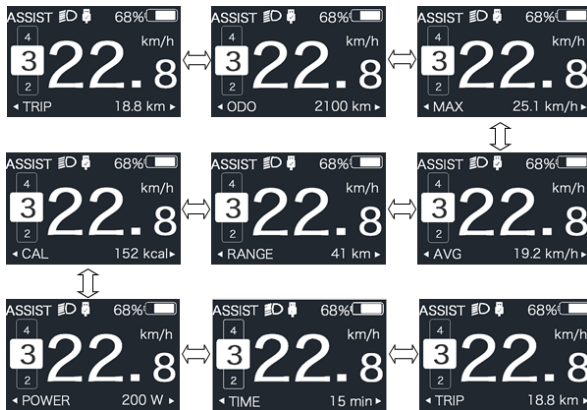 ASSIST 68%
4
km/h
3 22.8
2
TRIP 18.8 km
ASSIST 68%
4
km/h
3 22.8
2
ODO 2100 km
ASSIST 68%
4
km/h
3 22.8
2
MAX 25.1 km/h
ASSIST 68%
4
km/h
3 22.8
2
CAL 152 kcal
ASSIST 68%
4
km/h
3 22.8
2
RANGE 41 km
ASSIST 68%
4
km/h
3 22.8
2
AVG 19.2 km/h
ASSIST 68%
4
km/h
3 22.8
2
POWER 200 W
ASSIST 68%
4
km/h
3 22.8
2
TIME 15 min
ASSIST 68%
4
km/h
3 22.8
2
TRIP 18.8 km